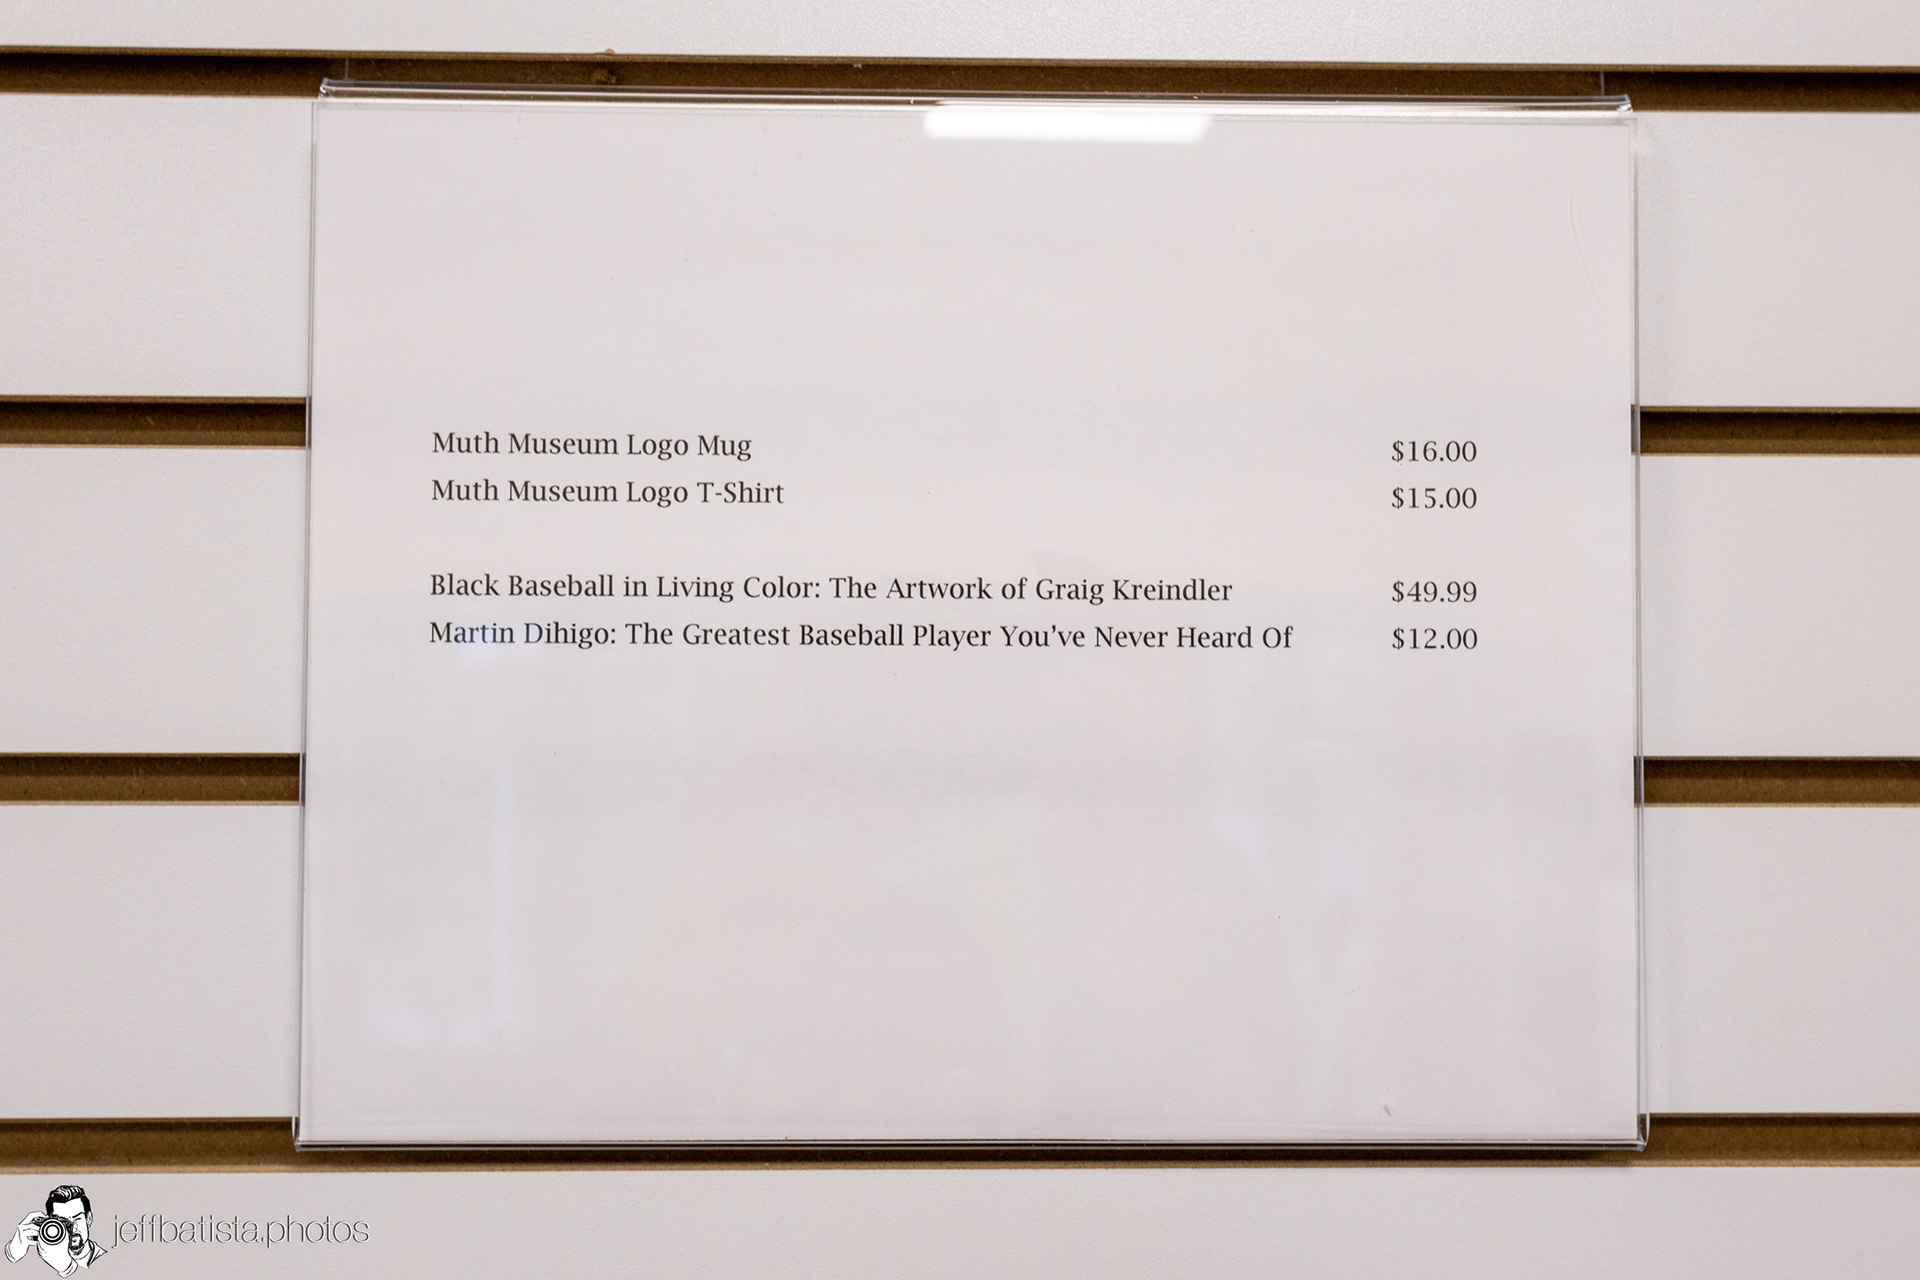 Muth Museum Logo Mug $16.00
Muth Museum Logo T-Shirt $15.00
Black Baseball in Living Color: The Artwork of Graig Kreindler $49.99
Martin Dihigo: The Greatest Baseball Player You've Never Heard Of $12.00
jeffbatista.photos